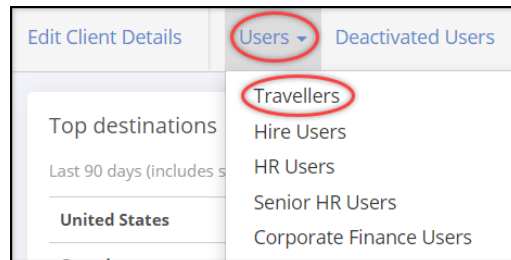 Edit Client Details Users Deactivated Users
Travellers
Hire Users
HR Users
Senior HR Users
Corporate Finance Users
Top destinations
Last 90 days (includes
United States